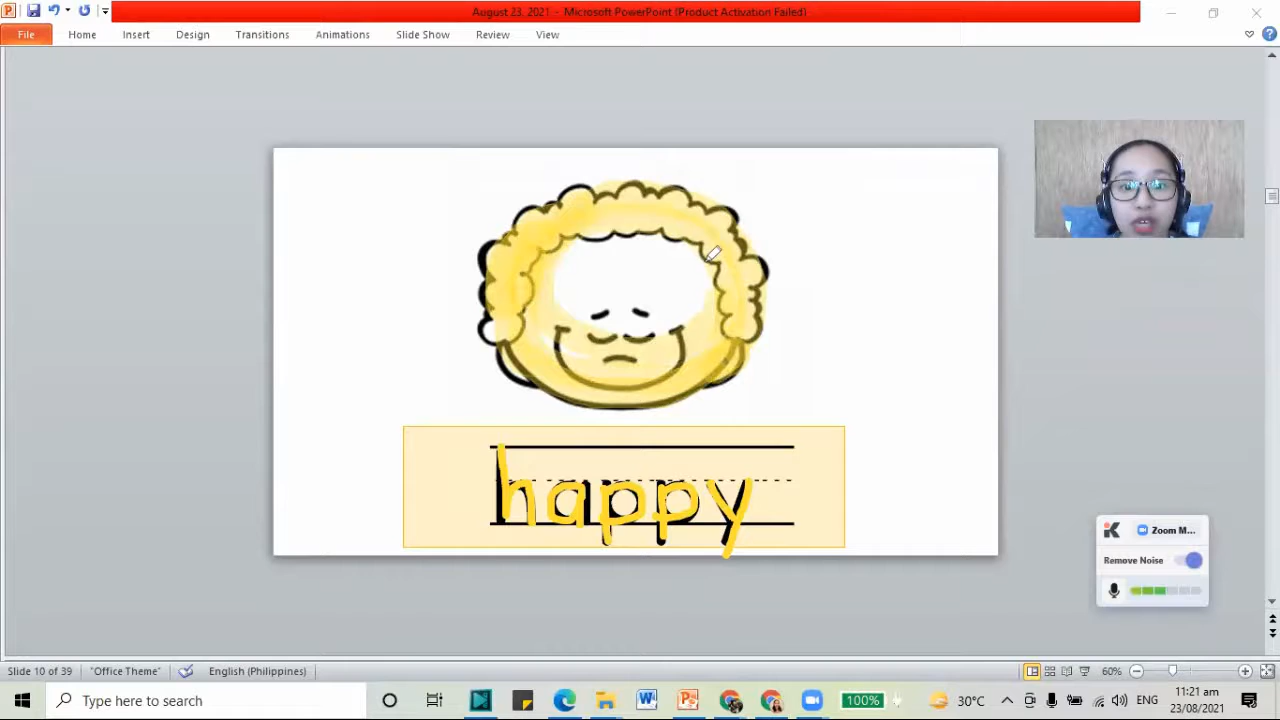 August 23, 2021 - Microsoft PowerPoint (Product Activation Failed)
File Home Insert Design Transitions Animations Slide Show Review View
happy
Zoom M...
Remove Noise
Slide 10 of 39 "Office Theme" English (Philippines) 60%
Type here to search 100% 30°C ENG 11:21 am
23/08/2021